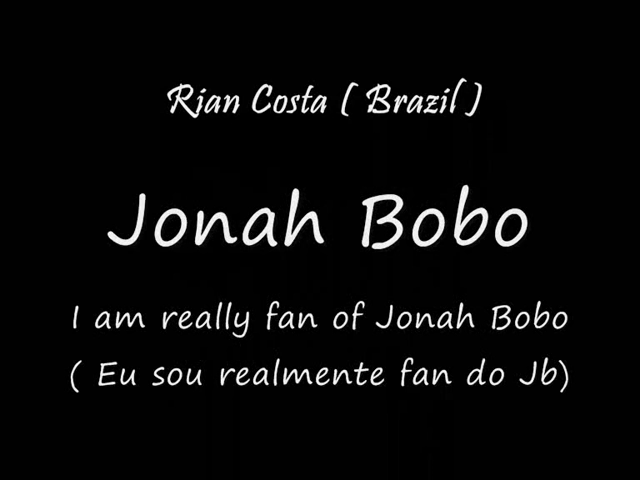 Rian Costa ( Brazil )
Jonah Bobo
I am really fan of Jonah Bobo
( Eu sou realmente fan do Jb)